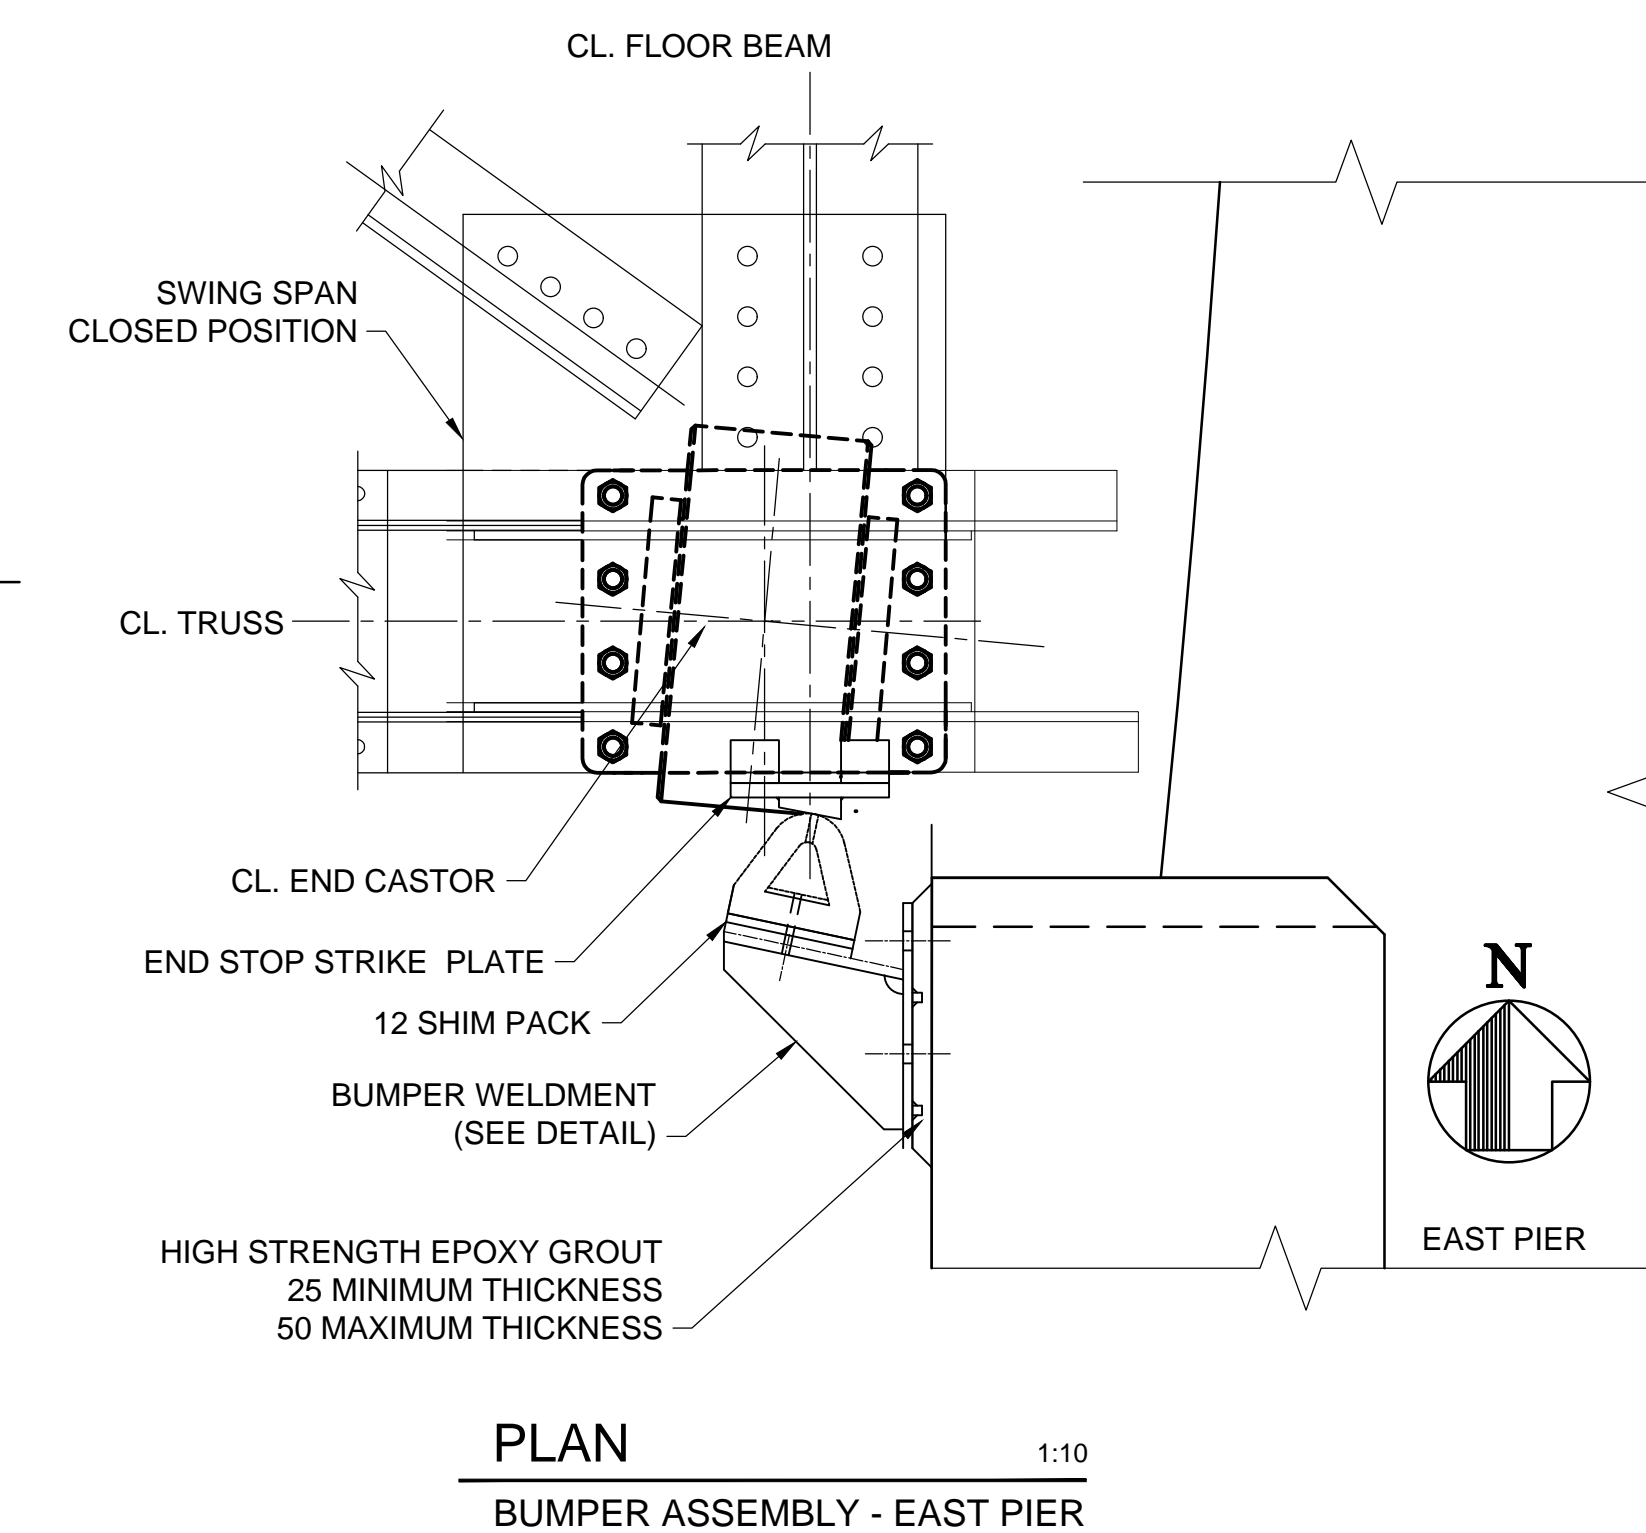 CL. FLOOR BEAM
SWING SPAN
CLOSED POSITION
CL. TRUSS
CL. END CASTOR
END STOP STRIKE PLATE
12 SHIM PACK
BUMPER WELDMENT
(SEE DETAIL)
HIGH STRENGTH EPOXY GROUT
25 MINIMUM THICKNESS
50 MAXIMUM THICKNESS
N
EAST PIER
PLAN 1:10
BUMPER ASSEMBLY - EAST PIER